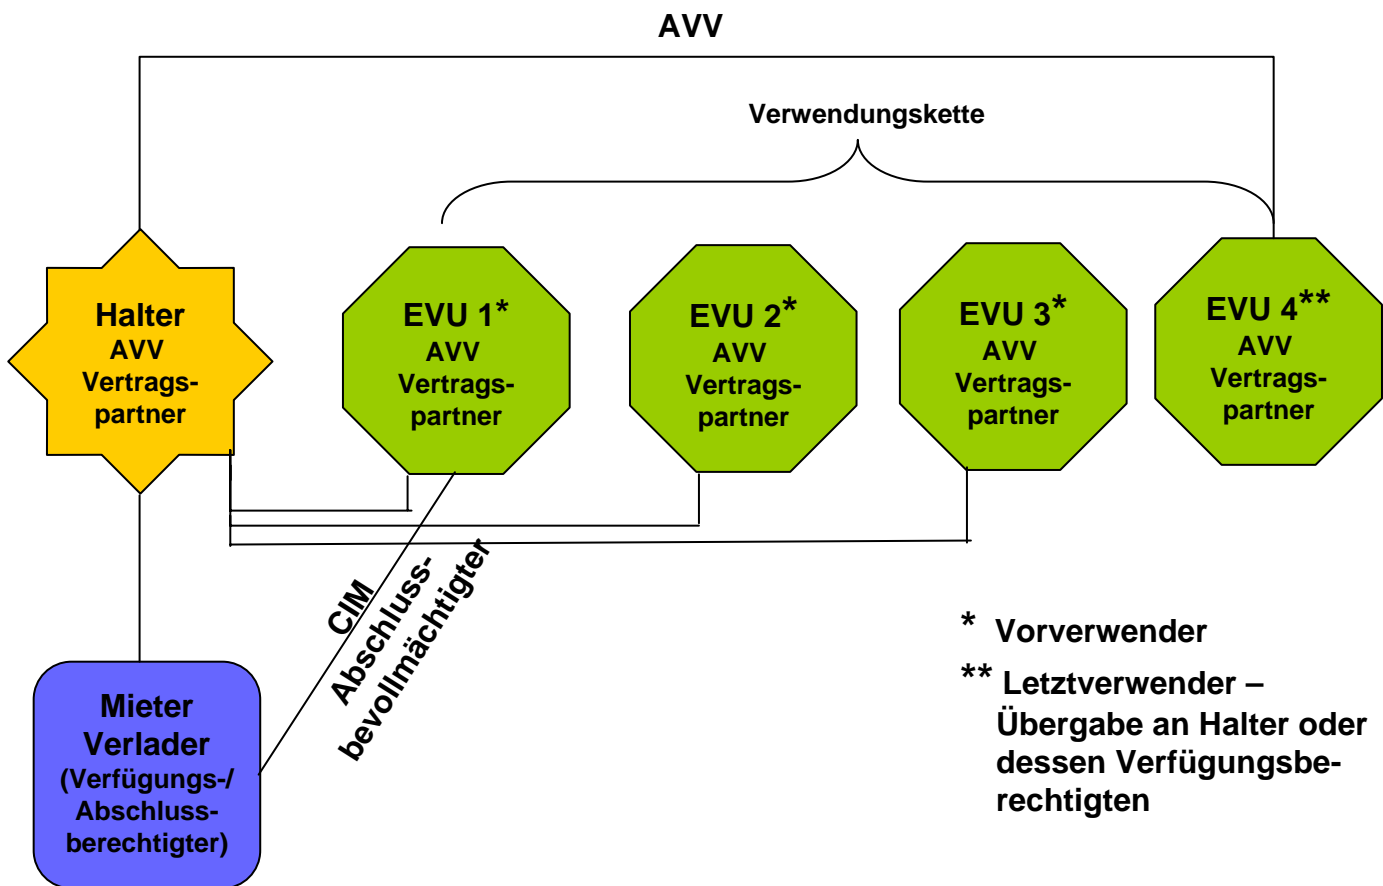 AVV
Verwendungskette
Halter
AVV
Vertrags-
partner
EVU 1*
AVV
Vertrags-
partner
EVU 2*
AVV
Vertrags-
partner
EVU 3*
AVV
Vertrags-
partner
EVU 4**
AVV
Vertrags-
partner
CIM
Abschluss-
bevollmächtigter
Mieter
Verlader
(Verfügungs-/
Abschluss-
berechtigter)
* Vorverwender
** Letztverwender –
Übergabe an Halter oder
dessen Verfügungsbe-
rechtigten